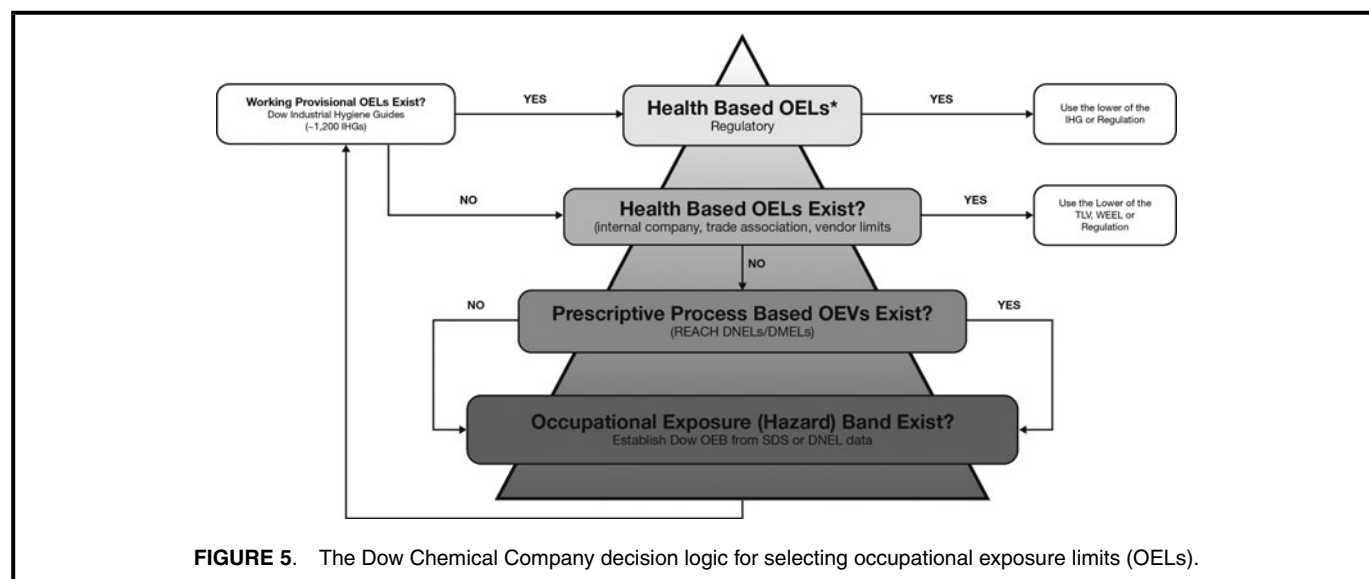 Working Provisional OELs Exist?
Dow Industrial Hygiene Guides
(~1,200 IHGs)
YES
Health Based OELs*
Regulatory
YES
Use the lower of the
IHG or Regulation
NO
Health Based OELs Exist?
(internal company, trade association, vendor limits
YES
Use the Lower of the
TLV, WEEL or
Regulation
NO
NO
Prescriptive Process Based OEVs Exist?
(REACH DNELs/DMELs)
YES
Occupational Exposure (Hazard) Band Exist?
Establish Dow OEB from SDS or DNEL data
FIGURE 5. The Dow Chemical Company decision logic for selecting occupational exposure limits (OELs).